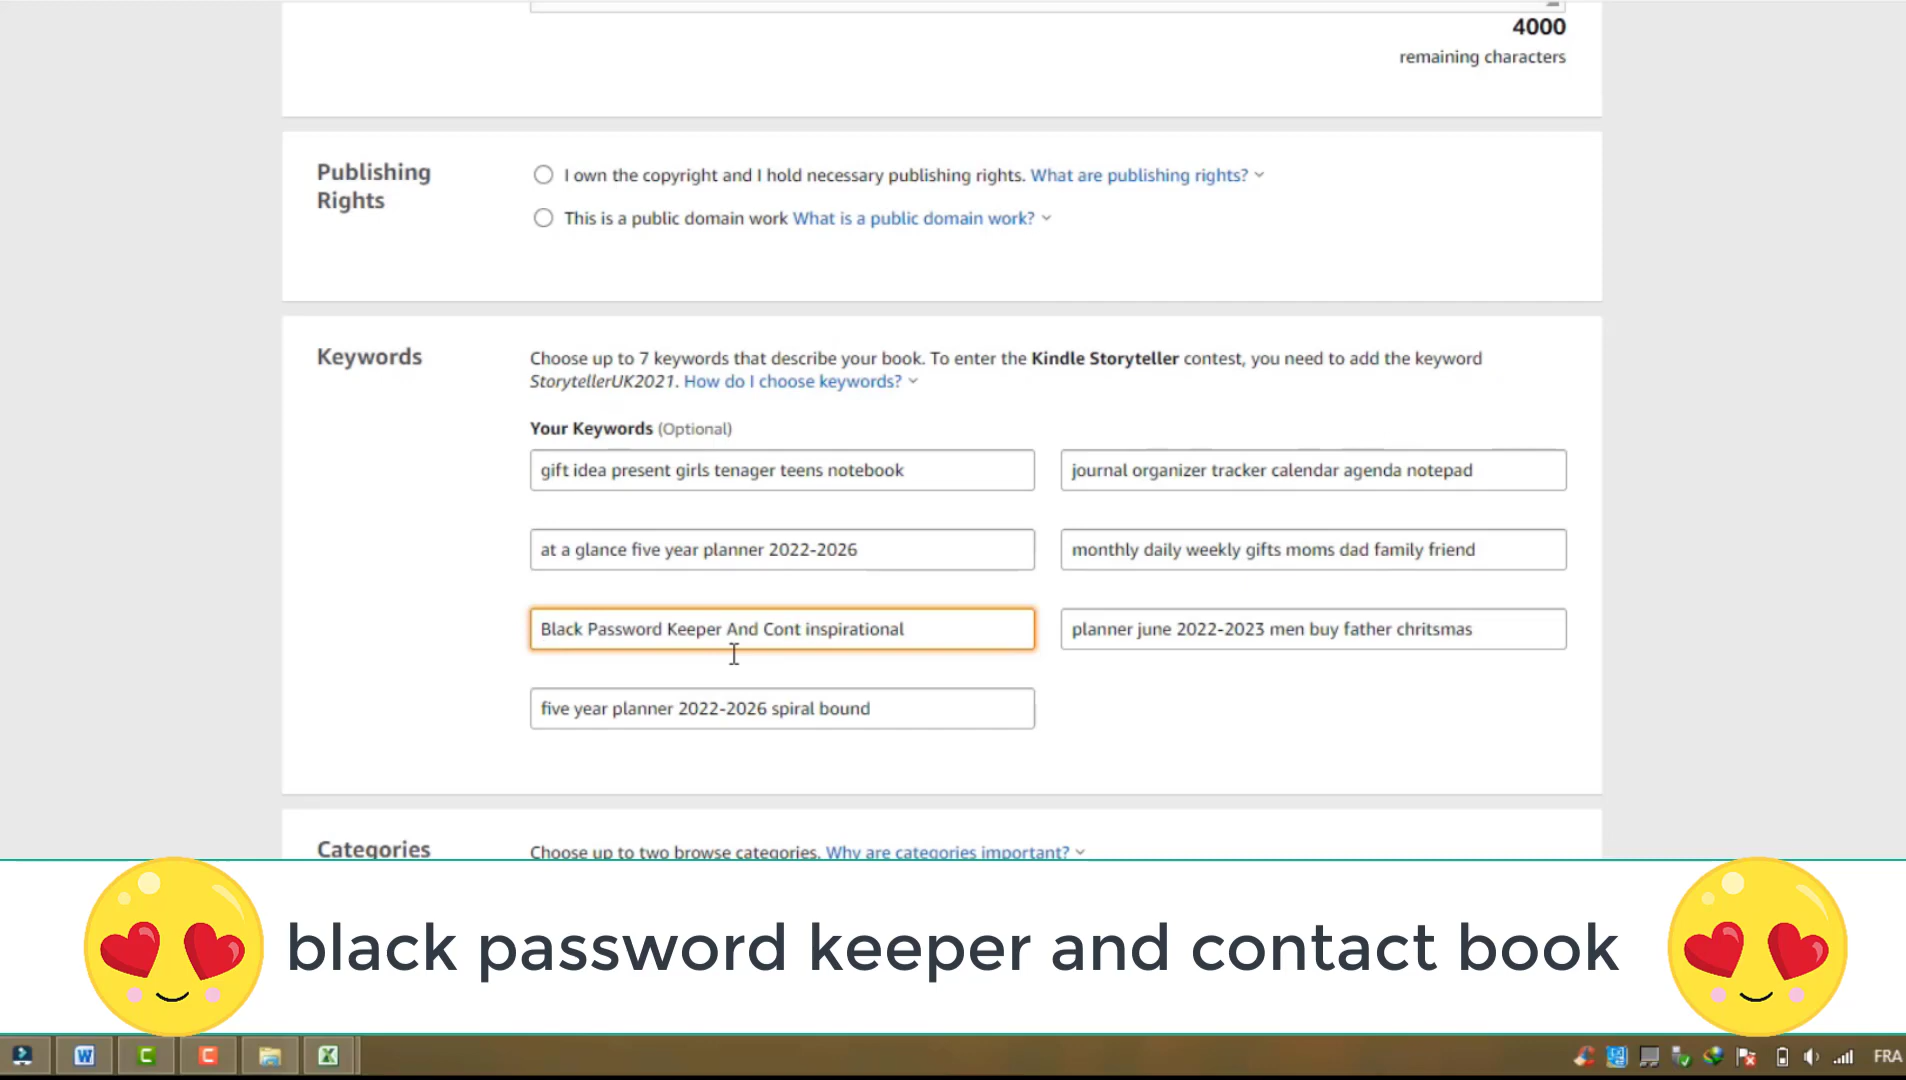 4000
remaining characters
Publishing
Rights
I own the copyright and I hold necessary publishing rights. What are publishing rights?
This is a public domain work What is a public domain work?
Keywords
Choose up to 7 keywords that describe your book. To enter the Kindle Storyteller contest, you need to add the keyword
StorytellerUK2021. How do I choose keywords?
Your Keywords (Optional)
gift idea present girls tenager teens notebook
journal organizer tracker calendar agenda notepad
at a glance five year planner 2022-2026
monthly daily weekly gifts moms dad family friend
Black Password Keeper And Cont inspirational
planner june 2022-2023 men buy father chritsmas
five year planner 2022-2026 spiral bound
Categories
Choose up to two browse categories. Why are categories important?
black password keeper and contact book
FRA